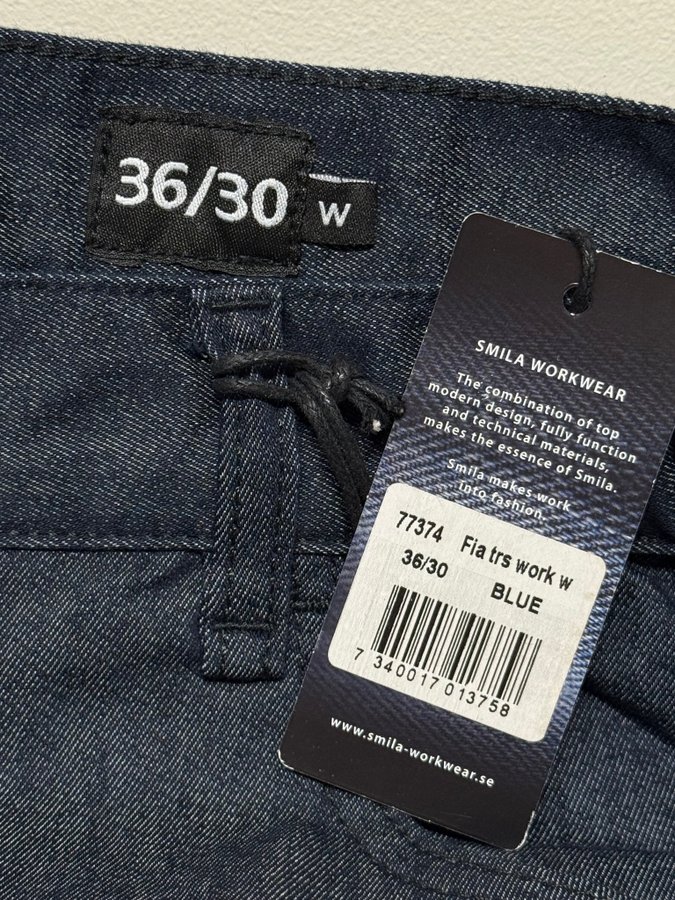 36/30
W
SMILA WORKWEAR
The combination of top
modern design, fully function
and technical materials,
makes the essence of Smila.
Smila makes work
into fashion.
77374 Fia trs work w
36/30 BLUE
7 340017 013758
www.smila-workwear.se